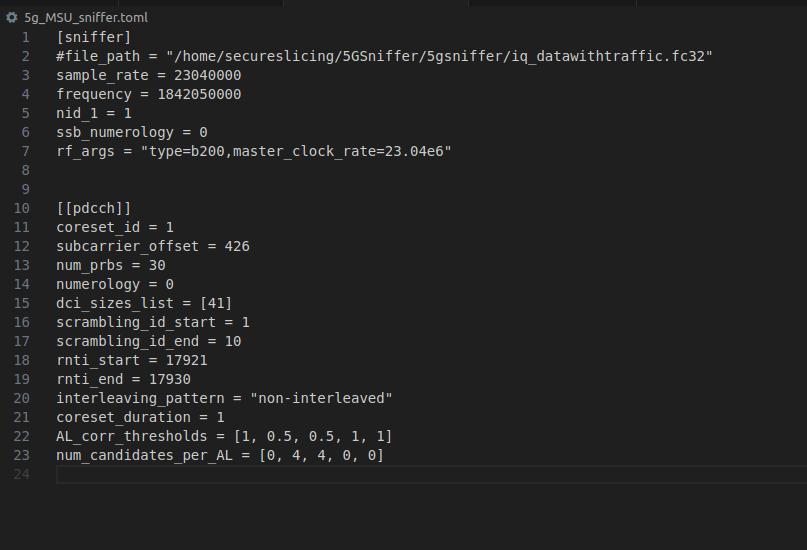 5g_MSU_sniffer.toml
1 [sniffer]
2 #file_path = "/home/secureslicing/5GSniffer/5gsniffer/iq_datawithtraffic.fc32"
3 sample_rate = 23040000
4 frequency = 1842050000
5 nid_1 = 1
6 ssb_numerology = 0
7 rf_args = "type=b200,master_clock_rate=23.04e6"
8
9
10 [[pdcch]]
11 coreset_id = 1
12 subcarrier_offset = 426
13 num_prbs = 30
14 numerology = 0
15 dci_sizes_list = [41]
16 scrambling_id_start = 1
17 scrambling_id_end = 10
18 rnti_start = 17921
19 rnti_end = 17930
20 interleaving_pattern = "non-interleaved"
21 coreset_duration = 1
22 AL_corr_thresholds = [1, 0.5, 0.5, 1, 1]
23 num_candidates_per_AL = [0, 4, 4, 0, 0]
24